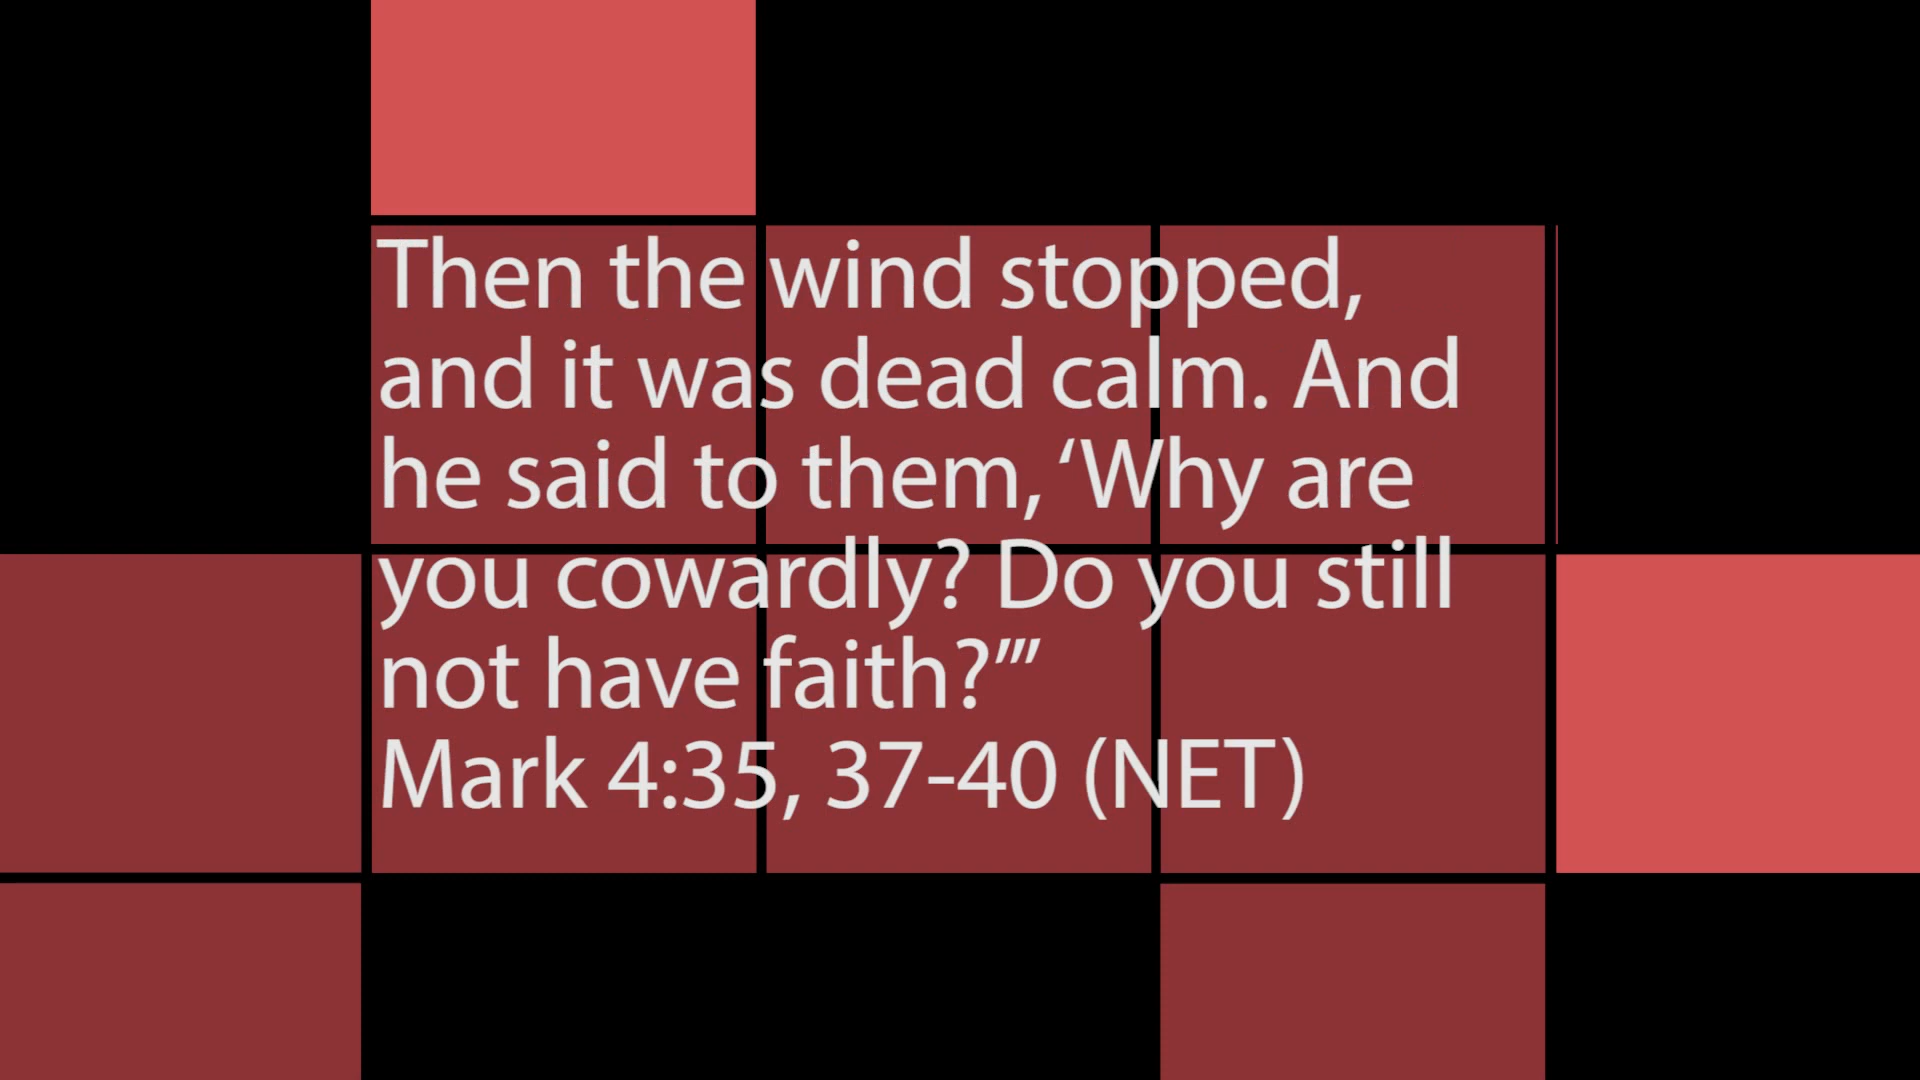 Then the wind stopped,
and it was dead calm. And
he said to them, ‘Why are
you cowardly? Do you still
not have faith?’”
Mark 4:35, 37-40 (NET)